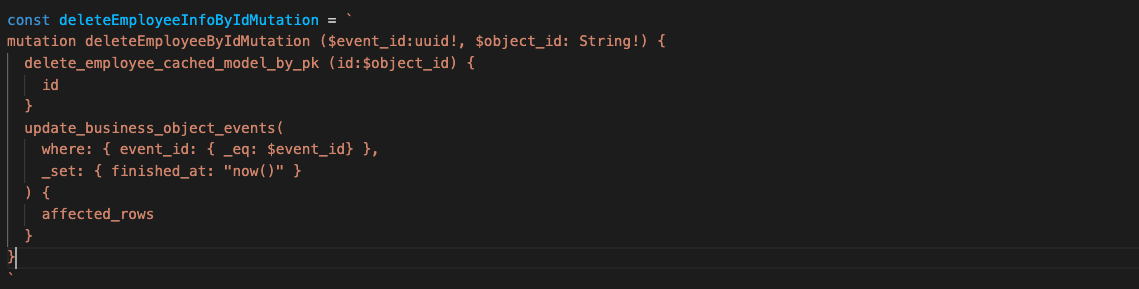 const deleteEmployeeInfoByIdMutation = `
mutation deleteEmployeeByIdMutation ($event_id:uuid!, $object_id: String!) {
  delete_employee_cached_model_by_pk (id:$object_id) {
    id
  }
  update_business_object_events(
    where: { event_id: { _eq: $event_id} },
    _set: { finished_at: "now()" }
  ) {
    affected_rows
  }
}
`